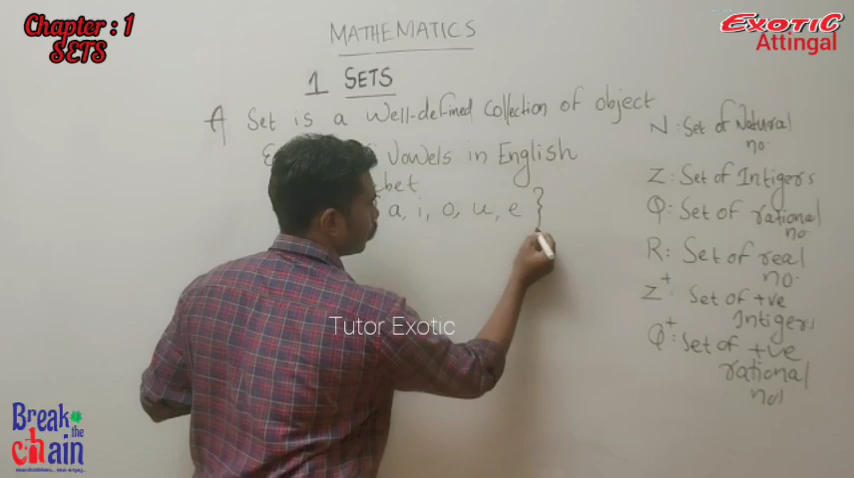 Chapter : 1
SETS
EXOTIC
Attingal
MATHEMATICS
1 SETS
A Set is a Well-defined Collection of object
Vowels in English
bet
a, i, o, u, e }
N : Set of Natural
no.
Z : Set of Intigers
Q : Set of rational
no
R : Set of real
no.
Z+ : Set of +ve
Intigers
Q+ : Set of +ve
rational
no
Tutor Exotic
Break
the
chain